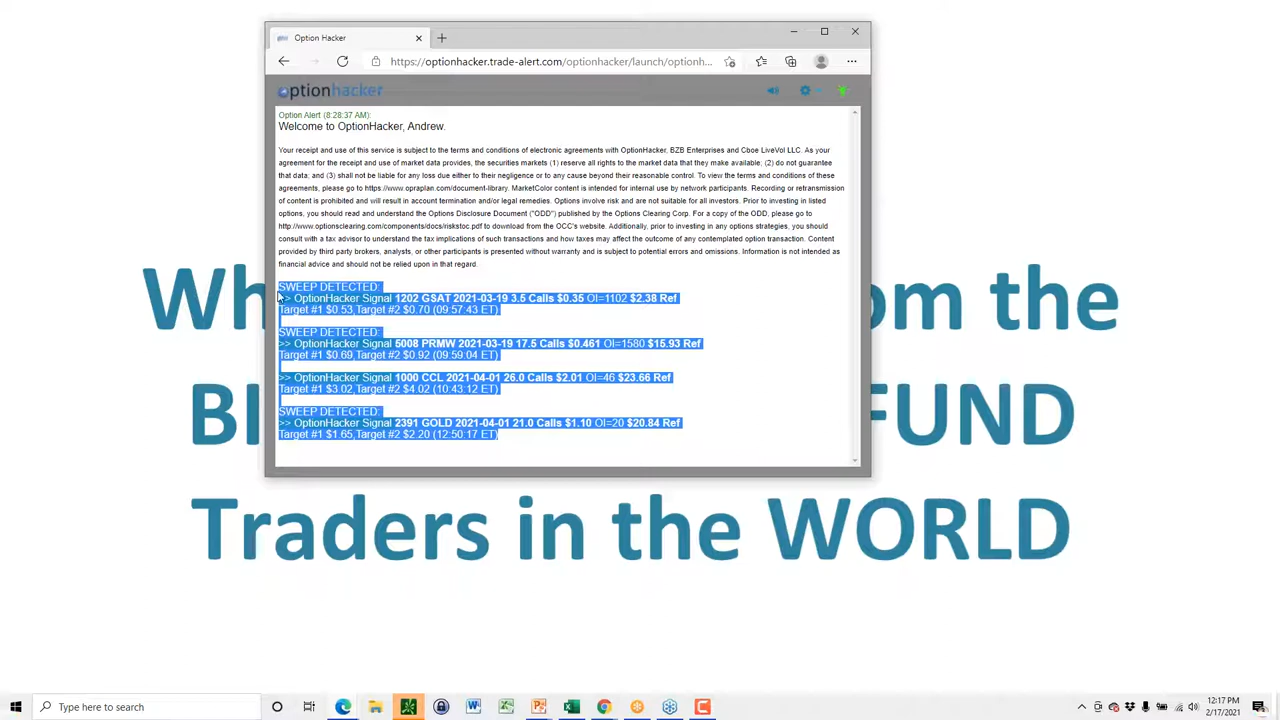 Option Hacker
https://optionhacker.trade-alert.com/optionhacker/launch/optionh...
optionhacker
Option Alert (8:28:37 AM):
Welcome to OptionHacker, Andrew.
Your receipt and use of this service is subject to the terms and conditions of electronic agreements with OptionHacker, BZB Enterprises and Cboe LiveVol LLC. As your
agreement for the receipt and use of market data provides, the securities markets (1) reserve all rights to the market data that they make available; (2) do not guarantee
that data; and (3) shall not be liable for any loss due either to their negligence or to any cause beyond their reasonable control. To view the terms and conditions of these
agreements, please go to https://www.opraplan.com/document-library. MarketColor content is intended for internal use by network participants. Recording or retransmission
of content is prohibited and will result in account termination and/or legal remedies. Options involve risk and are not suitable for all investors. Prior to investing in listed
options, you should read and understand the Options Disclosure Document ("ODD") published by the Options Clearing Corp. For a copy of the ODD, please go to
http://www.optionsclearing.com/components/docs/riskstoc.pdf to download from the OCC's website. Additionally, prior to investing in any options strategies, you should
consult with a tax advisor to understand the tax implications of such transactions and how taxes may affect the outcome of any contemplated option transaction. Content
provided by third party brokers, analysts, or other participants is presented without warranty and is subject to potential errors and omissions. Information is not intended as
financial advice and should not be relied upon in that regard.
SWEEP DETECTED:
>> OptionHacker Signal 1202 GSAT 2021-03-19 3.5 Calls $0.35 OI=1102 $2.38 Ref
Target #1 $0.53,Target #2 $0.70 (09:57:43 ET)
SWEEP DETECTED:
>> OptionHacker Signal 5008 PRMW 2021-03-19 17.5 Calls $0.461 OI=1580 $15.93 Ref
Target #1 $0.69,Target #2 $0.92 (09:59:04 ET)
>> OptionHacker Signal 1000 CCL 2021-04-01 26.0 Calls $2.01 OI=46 $23.66 Ref
Target #1 $3.02,Target #2 $4.02 (10:43:12 ET)
SWEEP DETECTED:
>> OptionHacker Signal 2391 GOLD 2021-04-01 21.0 Calls $1.10 OI=20 $20.84 Ref
Target #1 $1.65,Target #2 $2.20 (12:50:17 ET)
the
FUND
Traders in the WORLD
Type here to search
12:17 PM
2/17/2021